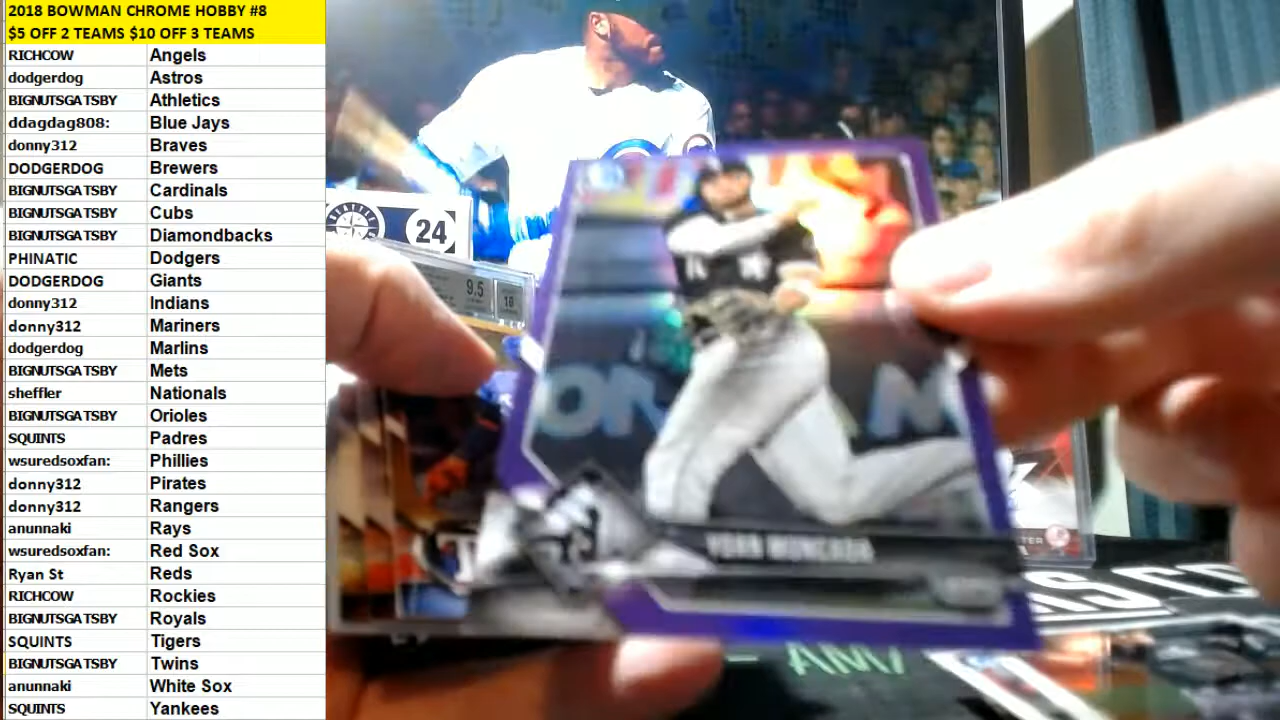 2018 BOWMAN CHROME HOBBY #8
$5 OFF 2 TEAMS $10 OFF 3 TEAMS
RICHCOW Angels
dodgerdog Astros
BIGNUTSGATSBY Athletics
ddagdag808: Blue Jays
donny312 Braves
DODGERDOG Brewers
BIGNUTSGATSBY Cardinals
BIGNUTSGATSBY Cubs
BIGNUTSGATSBY Diamondbacks
PHINATIC Dodgers
DODGERDOG Giants
donny312 Indians
donny312 Mariners
dodgerdog Marlins
BIGNUTSGATSBY Mets
sheffler Nationals
BIGNUTSGATSBY Orioles
SQUINTS Padres
wsuredsoxfan: Phillies
donny312 Pirates
donny312 Rangers
anunnaki Rays
wsuredsoxfan: Red Sox
Ryan St Reds
RICHCOW Rockies
BIGNUTSGATSBY Royals
SQUINTS Tigers
BIGNUTSGATSBY Twins
anunnaki White Sox
SQUINTS Yankees
SEATTLE
24
9.5
10
YOAN MONCADA